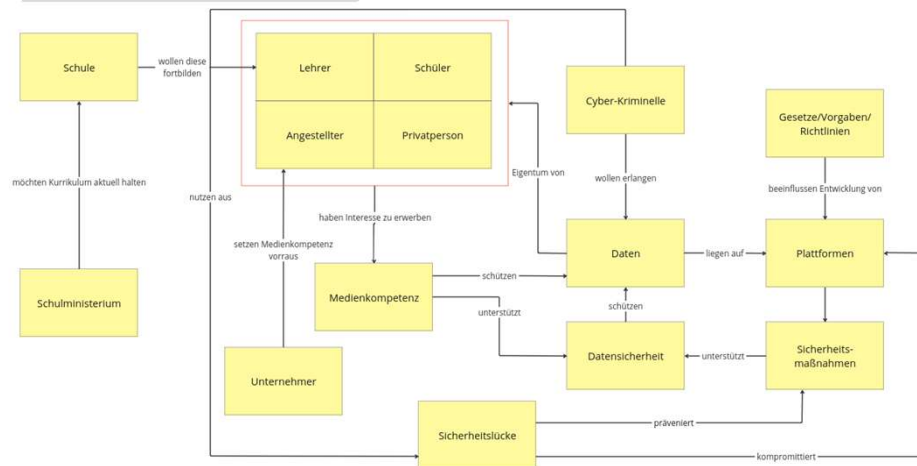 Schule
wollen diese
fortbilden
Lehrer
Schüler
Angestellter
Privatperson
Cyber-Kriminelle
Gesetze/Vorgaben/
Richtlinien
möchten Kurrikulum aktuell halten
nutzen aus
Eigentum von
wollen erlangen
beeinflussen Entwicklung von
haben Interesse zu erwerben
setzen Medienkompetenz
vorraus
Schulministerium
Medienkompetenz
schützen
Daten
liegen auf
Plattformen
unterstützt
schützen
Unternehmer
Datensicherheit
unterstützt
Sicherheits-
maßnahmen
Sicherheitslücke
präveniert
kompromittiert